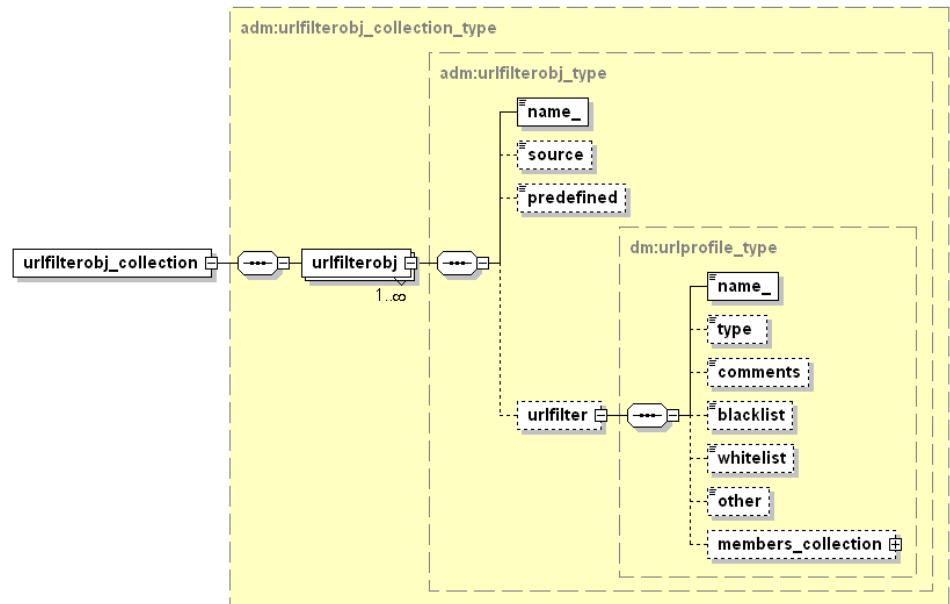 adm:urlfilterobj_collection_type
adm:urlfilterobj_type
name_
source
predefined
dm:urlprofile_type
urlfilterobj_collection
urlfilterobj
1..∞
name_
type
comments
urlfilter
blacklist
whitelist
other
members_collection